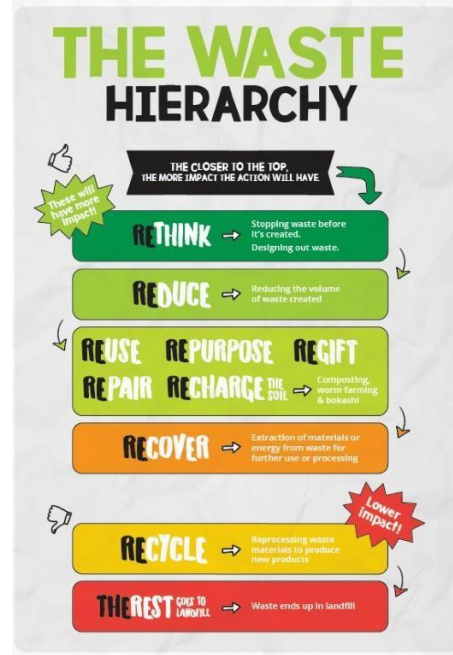 THE WASTE
HIERARCHY
THE CLOSER TO THE TOP,
THE MORE IMPACT THE ACTION WILL HAVE.
These will
have more
impact!
RETHINK
Stopping waste before
it's created.
Designing out waste.
REDUCE
Reducing the volume
of waste created
REUSE REPURPOSE REGIFT
REPAIR RECHARGE THE SOIL
Composting,
worm farming
& bokashi
RECOVER
Extraction of materials or
energy from waste for
further use or processing
Lower
impact!
RECYCLE
Reprocessing waste
materials to produce
new products
THE REST GOES TO
LANDFILL
Waste ends up in landfill